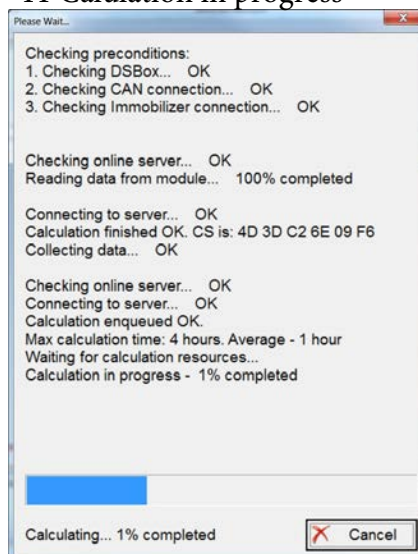 11 Calculation in progress
Please Wait...
x
Checking preconditions:
1. Checking DSBox... OK
2. Checking CAN connection... OK
3. Checking Immobilizer connection... OK
Checking online server... OK
Reading data from module... 100% completed
Connecting to server... OK
Calculation finished OK. CS is: 4D 3D C2 6E 09 F6
Collecting data... OK
Checking online server... OK
Connecting to server... OK
Calculation enqueued OK.
Max calculation time: 4 hours. Average - 1 hour
Waiting for calculation resources...
Calculation in progress - 1% completed
Calculating... 1% completed
Cancel